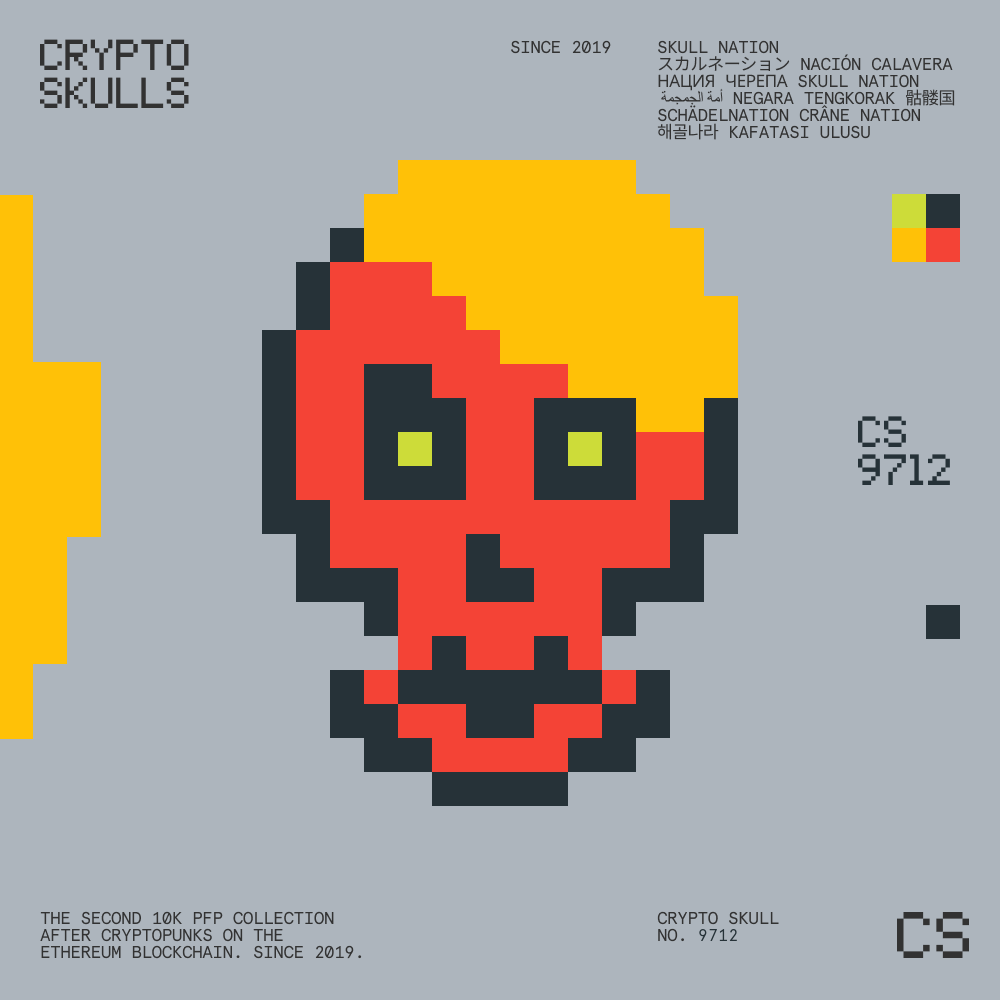 CRYPTO
SKULLS
SINCE 2019
SKULL NATION
スカルネーション NACIÓN CALAVERA
НАЦИЯ ЧЕРЕПА SKULL NATION
أمة الجمجمة NEGARA TENGKORAK 骷髅国
SCHÄDELNATION CRÂNE NATION
해골나라 KAFATASI ULUSU
CS
9712
THE SECOND 10K PFP COLLECTION
AFTER CRYPTOPUNKS ON THE
ETHEREUM BLOCKCHAIN. SINCE 2019.
CRYPTO SKULL
NO. 9712
CS